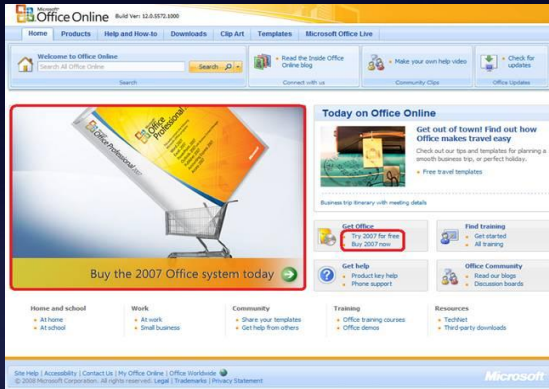 Microsoft
Office Online Build Ver: 12.0.5572.1000
Home Products Help and How-to Downloads Clip Art Templates Microsoft Office Live
Welcome to Office Online
Search All Office Online Search
Search
Read the Inside Office
Online blog
Connect with us
Make your own help video
Community Clips
Check for
updates
Office Updates
Office
Professional 2007
Office Professional 2007
Buy the 2007 Office system today
Today on Office Online
Get out of town! Find out how
Office makes travel easy
Check out our tips and templates for planning a
smooth business trip, or perfect holiday.
Free travel templates
Business trip itinerary with meeting details
Get Office
Try 2007 for free
Buy 2007 now
Find training
Get started
All training
Get help
Product key help
Phone support
Office Community
Read our blogs
Discussion boards
Home and school
At home
At school
Work
At work
Small business
Community
Share your templates
Get help from others
Training
Office training courses
Office demos
Resources
TechNet
Third-party downloads
Site Help | Accessibility | Contact Us | My Office Online | Office Worldwide
© 2008 Microsoft Corporation. All rights reserved. Legal | Trademarks | Privacy Statement
Microsoft